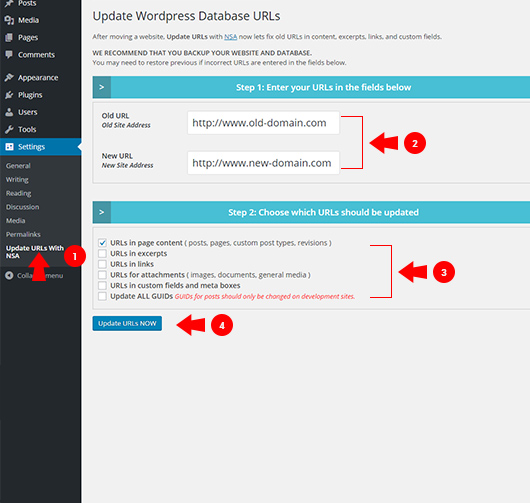 Posts
Media
Pages
Comments
Appearance
Plugins
Users
Tools
Settings
General
Writing
Reading
Discussion
Media
Permalinks
Update URLs With
NSA
1
menu
Update Wordpress Database URLs
After moving a website, Update URLs with NSA now lets fix old URLs in content, excerpts, links, and custom fields.
WE RECOMMEND THAT YOU BACKUP YOUR WEBSITE AND DATABASE.
You may need to restore previous if incorrect URLs are entered in the fields below.
> Step 1: Enter your URLs in the fields below
Old URL
Old Site Address
http://www.old-domain.com
2
New URL
New Site Address
http://www.new-domain.com
> Step 2: Choose which URLs should be updated
URLs in page content ( posts, pages, custom post types, revisions )
URLs in excerpts
URLs in links
URLs for attachments ( images, documents, general media )
URLs in custom fields and meta boxes
Update ALL GUIDs GUIDs for posts should only be changed on development sites.
3
Update URLs NOW
4